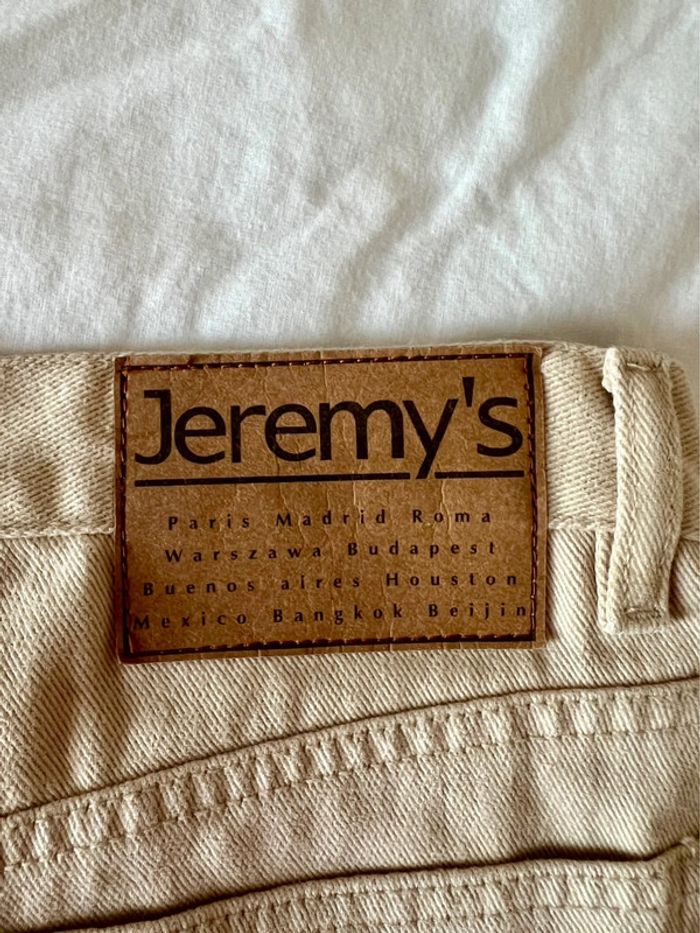 Jeremy's
Paris Madrid Roma
Warszawa Budapest
Buenos aires Houston
Mexico Bangkok Beijin